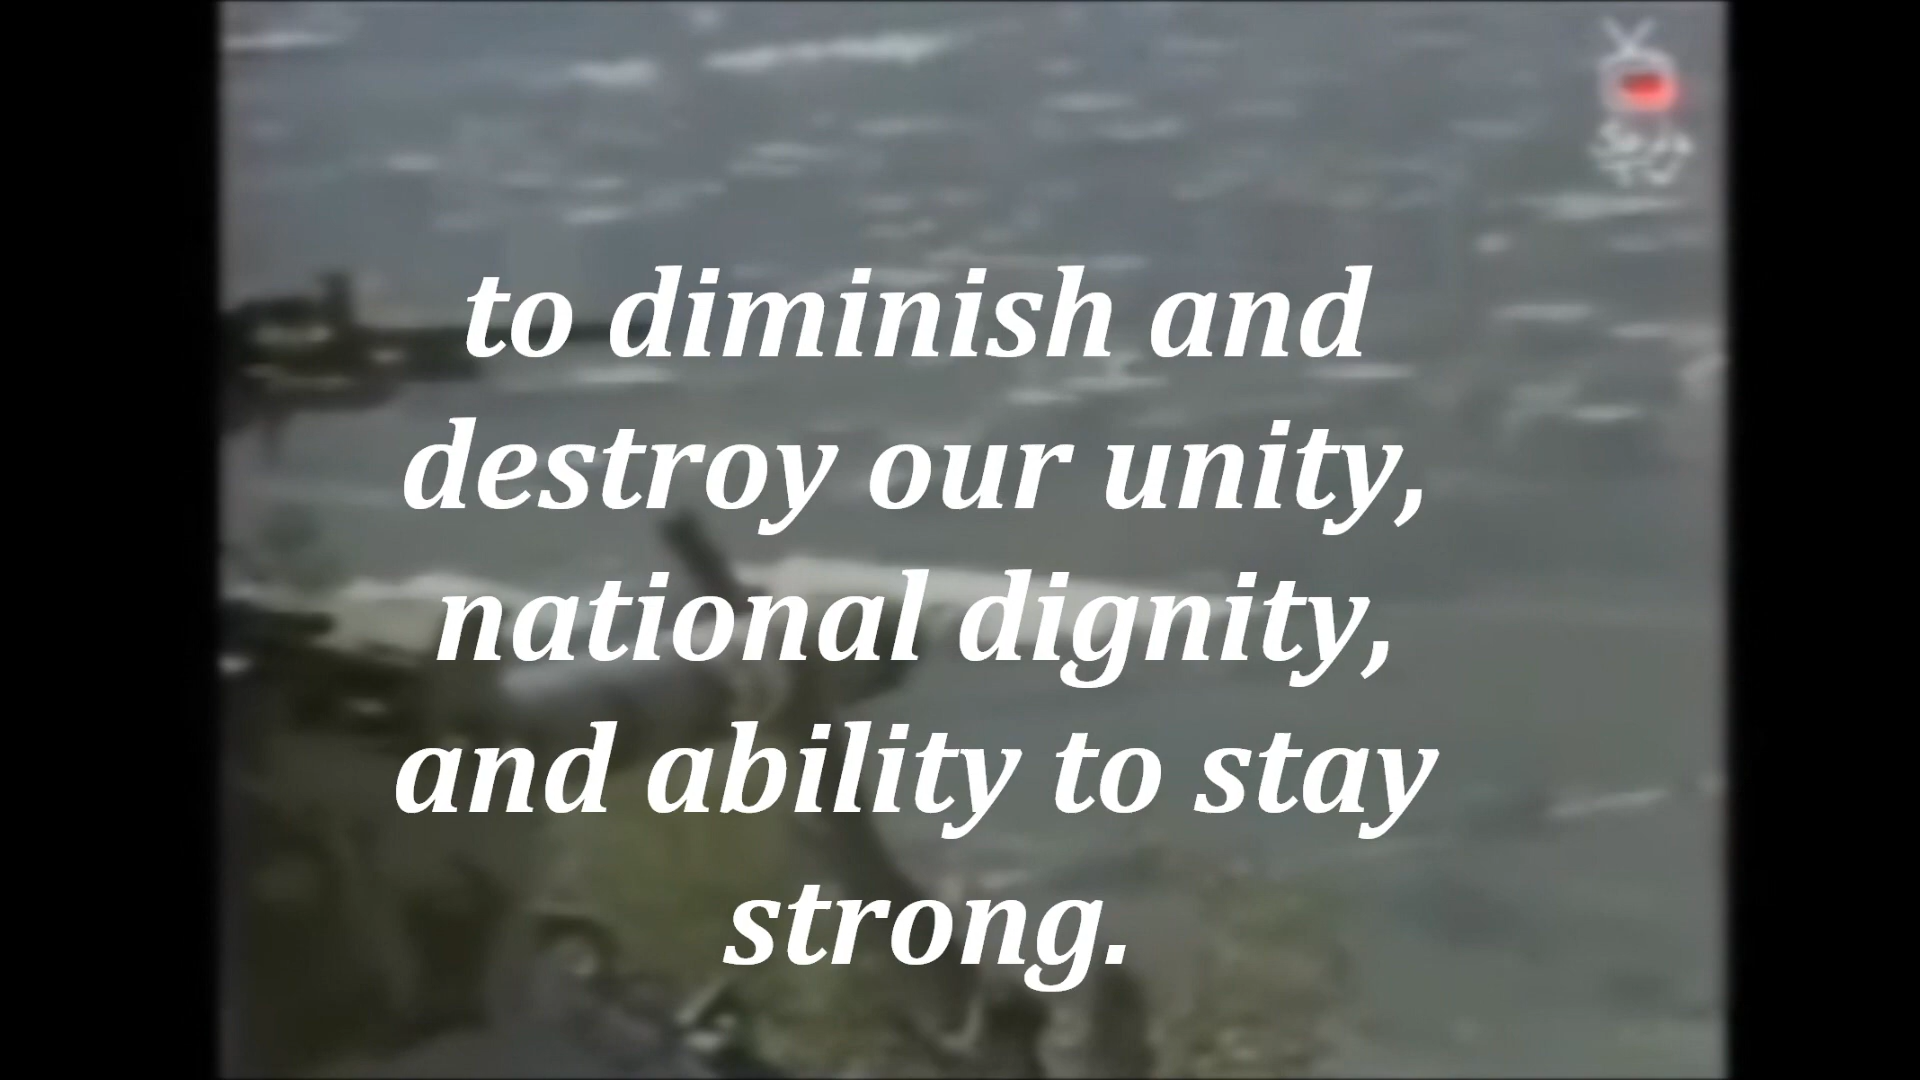 to diminish and
destroy our unity,
national dignity,
and ability to stay
strong.